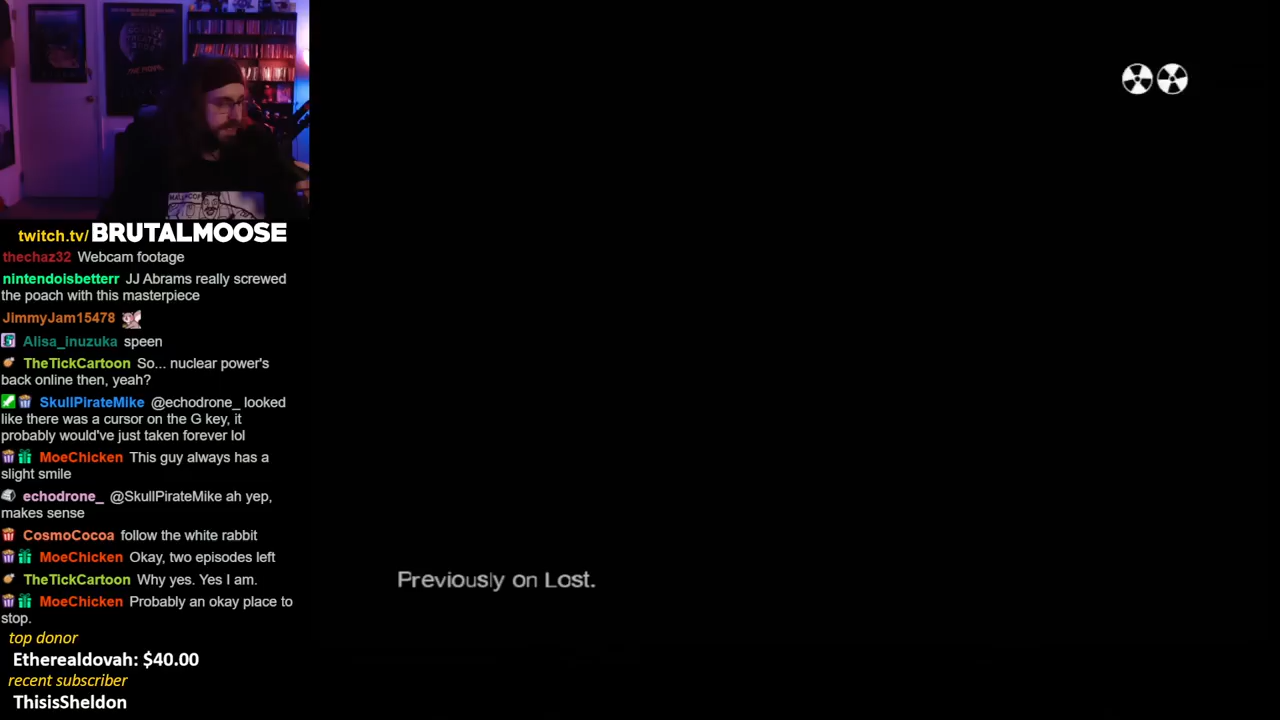 twitch.tv/BRUTALMOOSE
thechaz32 Webcam footage
nintendoisbetterr JJ Abrams really screwed
the poach with this masterpiece
JimmyJam15478
Alisa_inuzuka speen
TheTickCartoon So... nuclear power's
back online then, yeah?
SkullPirateMike @echodrone_ looked
like there was a cursor on the G key, it
probably would've just taken forever lol
MoeChicken This guy always has a
slight smile
echodrone_ @SkullPirateMike ah yep,
makes sense
CosmoCocoa follow the white rabbit
MoeChicken Okay, two episodes left
TheTickCartoon Why yes. Yes I am.
MoeChicken Probably an okay place to
stop.
top donor
Etherealdovah: $40.00
recent subscriber
ThisisSheldon
Previously on Lost.